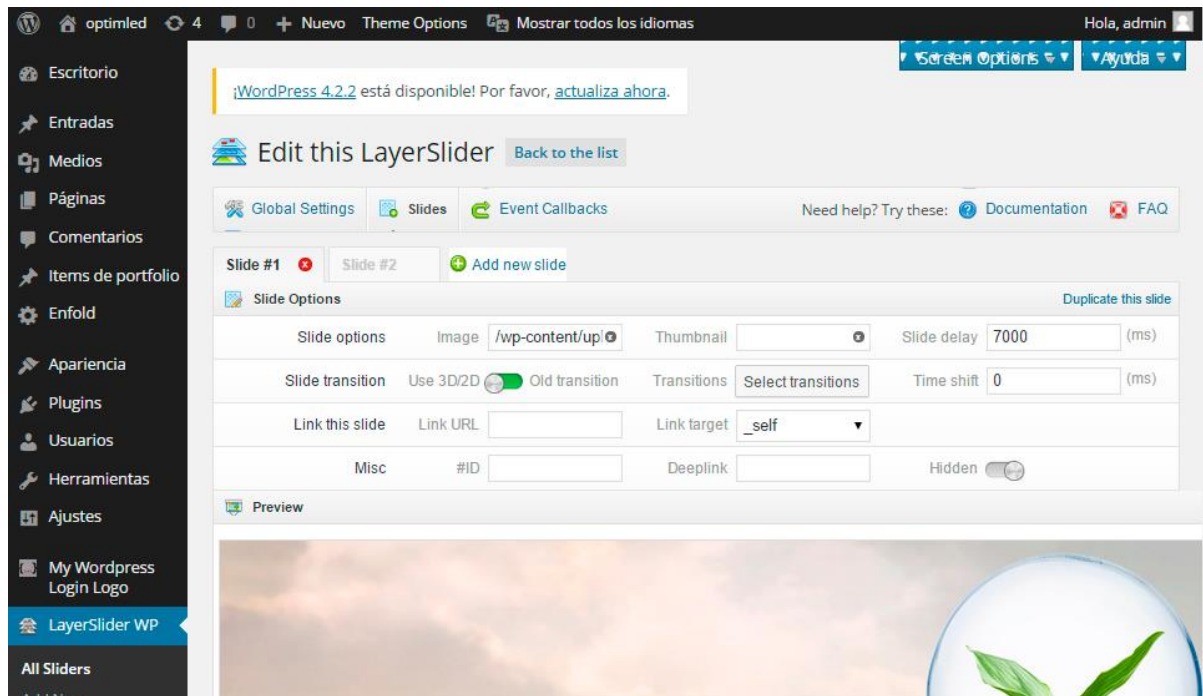 optimled 4 0 + Nuevo Theme Options Mostrar todos los idiomas Hola, admin
Screen Options Ayuda
Escritorio
¡WordPress 4.2.2 está disponible! Por favor, actualiza ahora.
Entradas
Medios
Páginas
Comentarios
Items de portfolio
Enfold
Apariencia
Plugins
Usuarios
Herramientas
Ajustes
My Wordpress
Login Logo
LayerSlider WP
All Sliders
Edit this LayerSlider Back to the list
Global Settings Slides Event Callbacks Need help? Try these: Documentation FAQ
Slide #1 Slide #2 Add new slide
Slide Options Duplicate this slide
Slide options Image /wp-content/upl Thumbnail Slide delay 7000 (ms)
Slide transition Use 3D/2D Old transition Transitions Select transitions Time shift 0 (ms)
Link this slide Link URL Link target _self
Misc #ID Deeplink Hidden
Preview